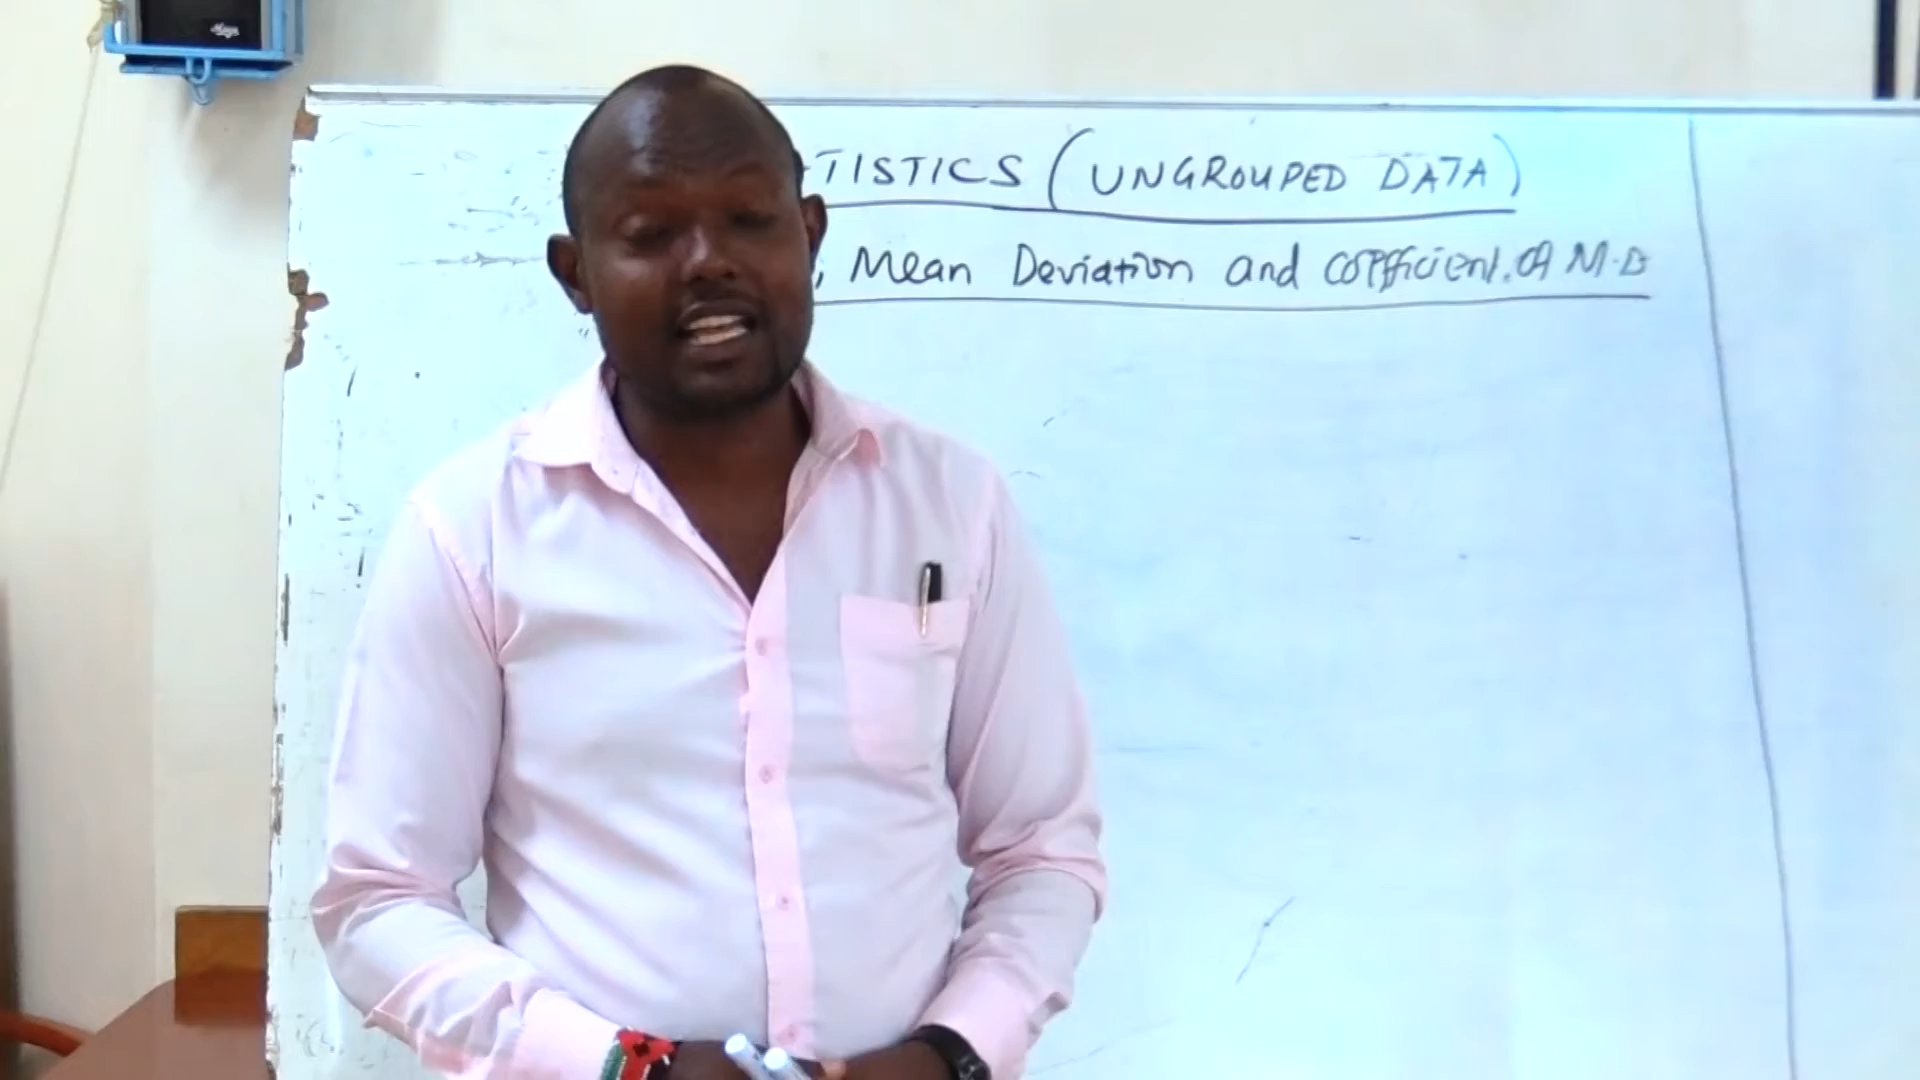 TISTICS (UNGROUPED DATA)
, Mean Deviation and coefficient. of M.D